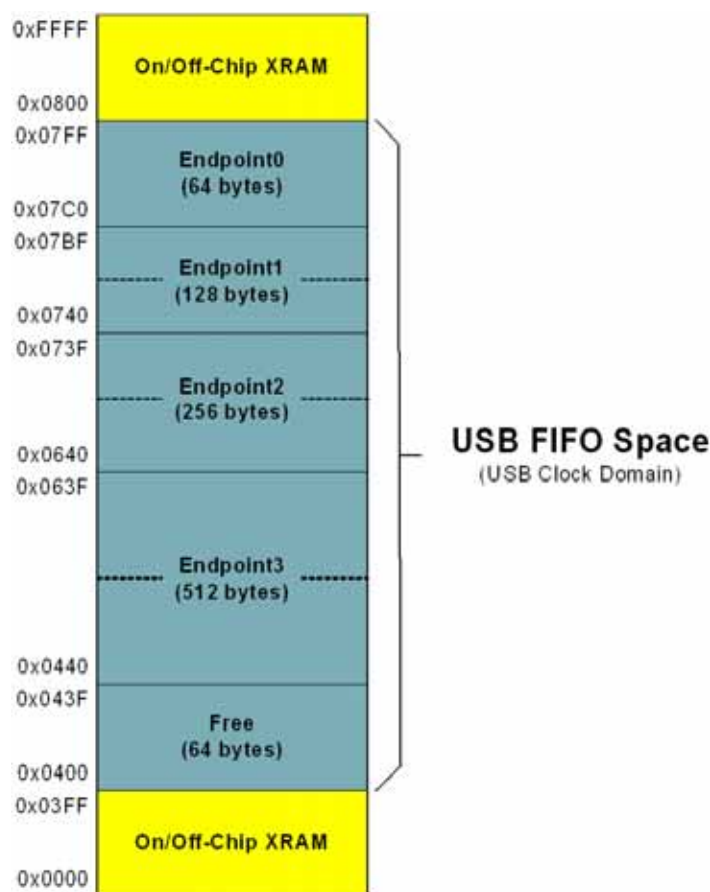 0xFFFF
On/Off-Chip XRAM
0x0800
0x07FF
Endpoint0
(64 bytes)
0x07C0
0x07BF
Endpoint1
(128 bytes)
0x0740
0x073F
Endpoint2
(256 bytes)
0x0640
0x063F
Endpoint3
(512 bytes)
0x0440
0x043F
Free
(64 bytes)
0x0400
0x03FF
On/Off-Chip XRAM
0x0000
USB FIFO Space
(USB Clock Domain)